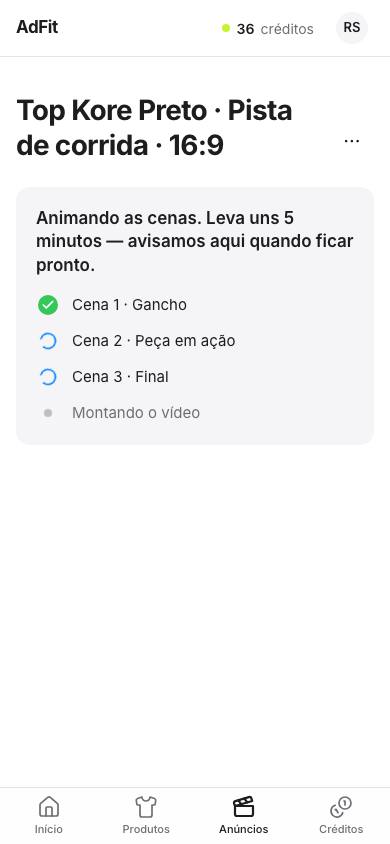 AdFit
36 créditos
RS
Top Kore Preto · Pista
de corrida · 16:9
...
Animando as cenas. Leva uns 5
minutos — avisamos aqui quando ficar
pronto.
Cena 1 · Gancho
Cena 2 · Peça em ação
Cena 3 · Final
Montando o vídeo
Início
Produtos
Anúncios
Créditos